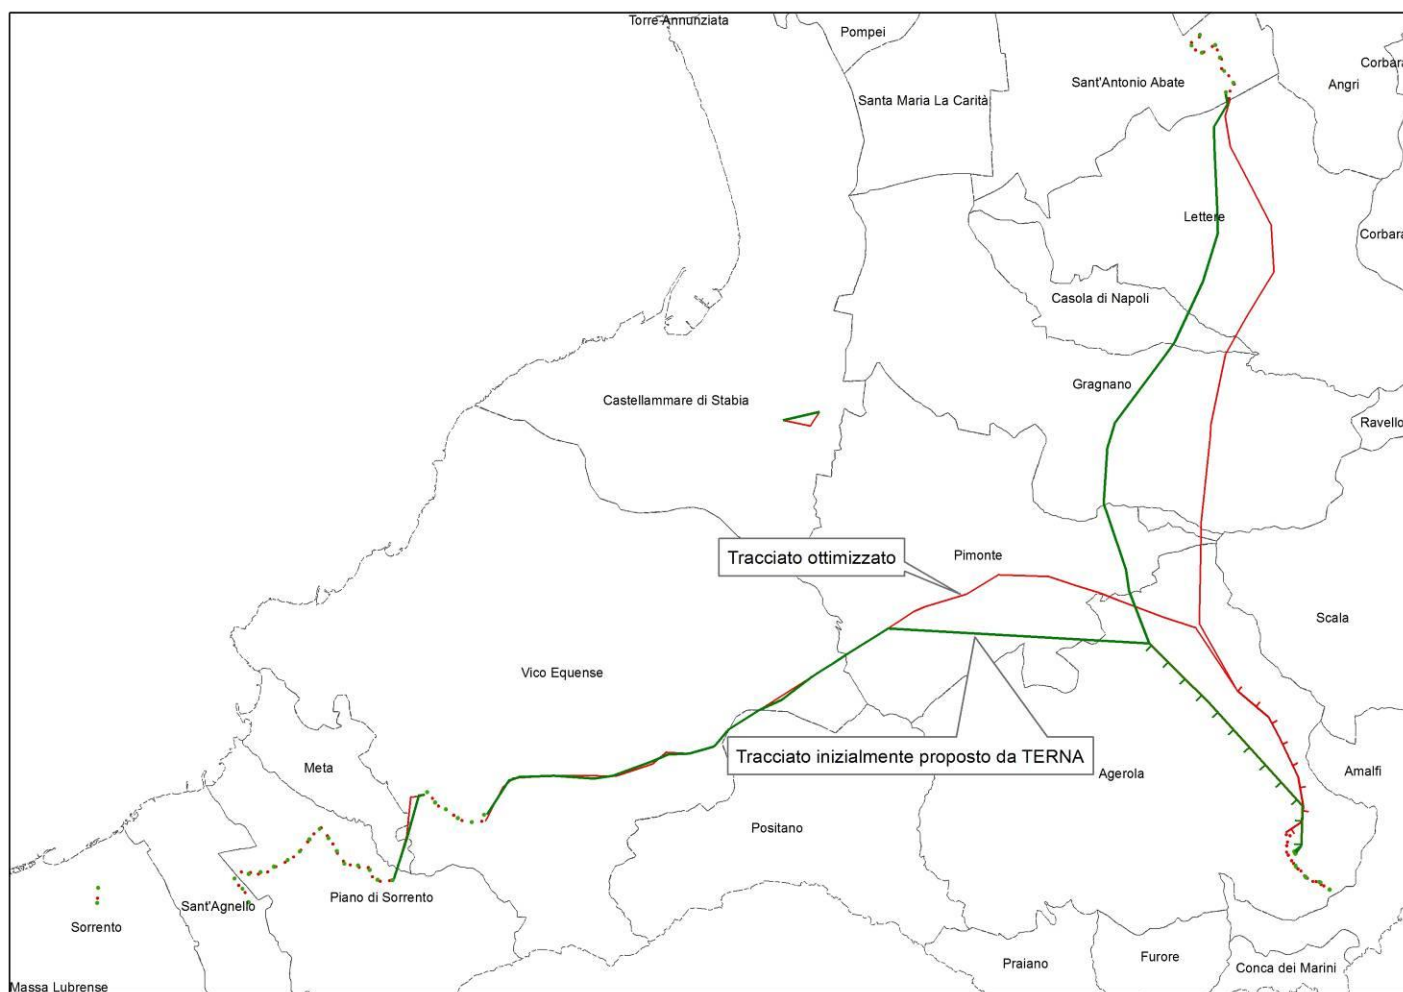 Torre Annunziata
Pompei
Corbara
Sant'Antonio Abate
Angri
Santa Maria La Carità
Lettere
Corbara
Casola di Napoli
Gragnano
Castellammare di Stabia
Ravello
Tracciato ottimizzato
Pimonte
Scala
Vico Equense
Tracciato inizialmente proposto da TERNA
Meta
Agerola
Amalfi
Positano
Piano di Sorrento
Sant'Agnello
Sorrento
Praiano
Furore
Conca dei Marini
Massa Lubrense